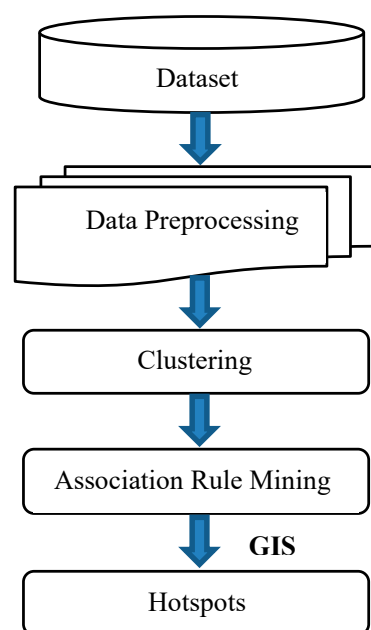 Dataset
Data Preprocessing
Clustering
Association Rule Mining
GIS
Hotspots